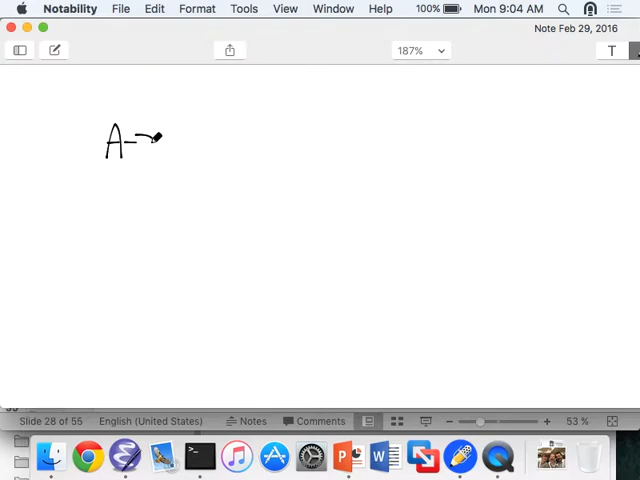 Notability File Edit Format Tools View Window Help 100% Mon 9:04 AM
Note Feb 29, 2016
187% T
A-
Slide 28 of 55 English (United States) Notes Comments 53 %